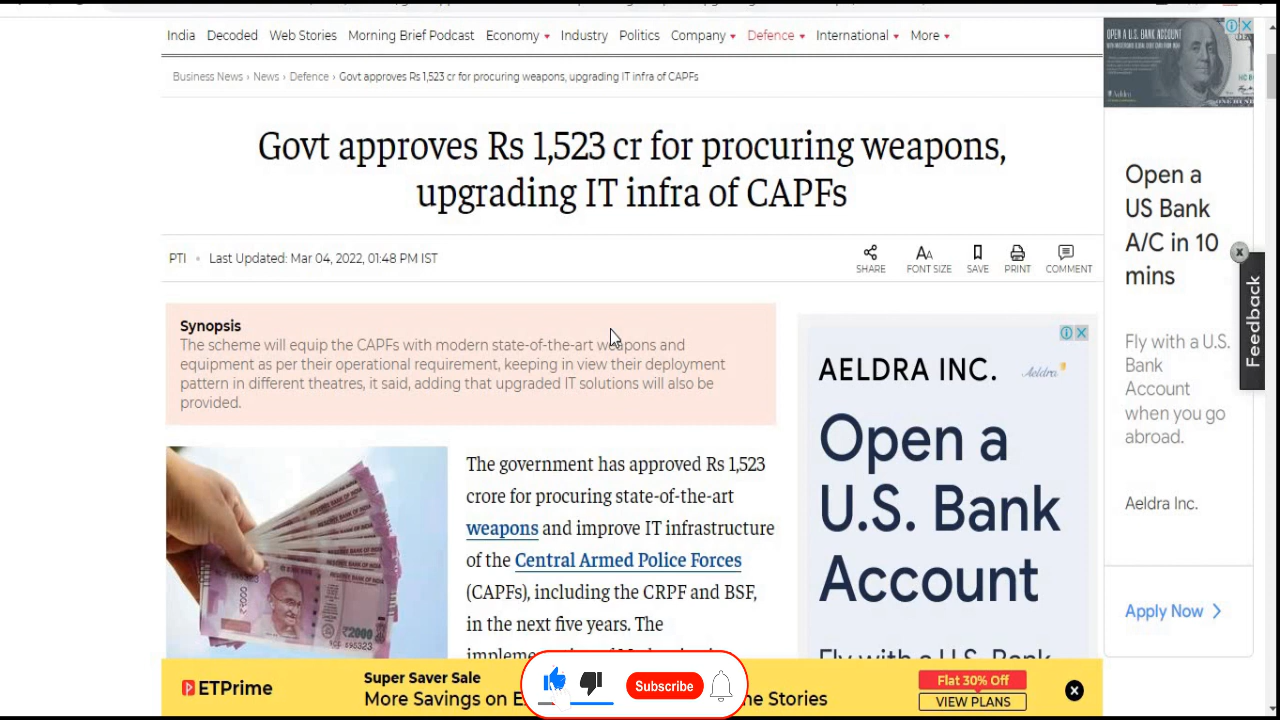 India Decoded Web Stories Morning Brief Podcast Economy Industry Politics Company Defence International More
Business News › News › Defence › Govt approves Rs 1,523 cr for procuring weapons, upgrading IT infra of CAPFs
Govt approves Rs 1,523 cr for procuring weapons,
upgrading IT infra of CAPFs
PTI • Last Updated: Mar 04, 2022, 01:48 PM IST
SHARE FONT SIZE SAVE PRINT COMMENT
Synopsis
The scheme will equip the CAPFs with modern state-of-the-art weapons and
equipment as per their operational requirement, keeping in view their deployment
pattern in different theatres, it said, adding that upgraded IT solutions will also be
provided.
The government has approved Rs 1,523
crore for procuring state-of-the-art
weapons and improve IT infrastructure
of the Central Armed Police Forces
(CAPFs), including the CRPF and BSF,
in the next five years. The
₹2000
AELDRA INC.
Aeldra
Open a
U.S. Bank
Account
Fly with a U.S. Bank
OPEN A U.S. BANK ACCOUNT
Aeldra
Open a
US Bank
A/C in 10
mins
Fly with a U.S.
Bank
Account
when you go
abroad.
Aeldra Inc.
Apply Now
x
Feedback
ETPrime
Super Saver Sale
More Savings on E
Stories
Flat 30% Off
VIEW PLANS
Subscribe